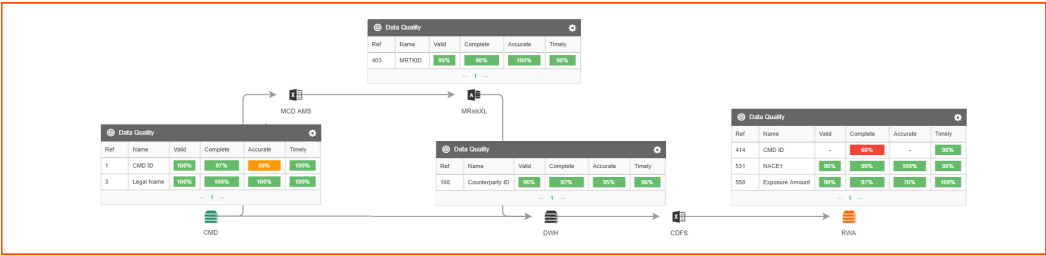 Data Quality
Ref Name Valid Complete Accurate Timely
403 MRTKID 99% 98% 100% 98%
← 1 →
MCD AMS
MRiskXL
Data Quality
Ref Name Valid Complete Accurate Timely
1 CMD ID 100% 97% 89% 100%
3 Legal Name 100% 100% 100% 100%
← 1 →
CMD
Data Quality
Ref Name Valid Complete Accurate Timely
166 Counterparty ID 96% 92% 95% 96%
← 1 →
DWH
CDFS
Data Quality
Ref Name Valid Complete Accurate Timely
414 CMD ID - 68% - 98%
531 NACE1 96% 99% 100% 98%
550 Exposure Amount 99% 97% 76% 100%
← 1 →
RWA